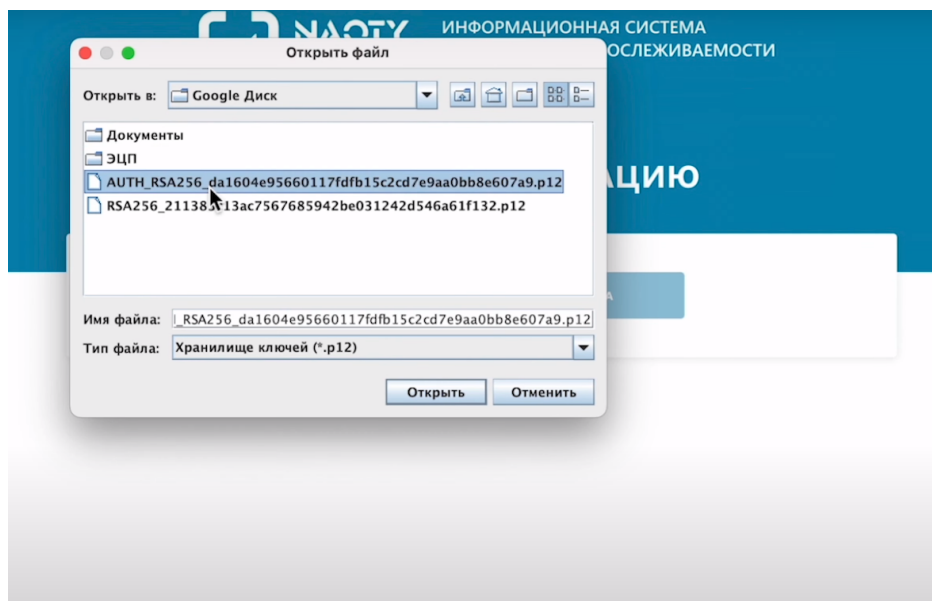 NAQTY
ИНФОРМАЦИОННАЯ СИСТЕМА
ОСЛЕЖИВАЕМОСТИ
Открыть файл
Открыть в: Google Диск
Документы
ЭЦП
AUTH_RSA256_da1604e95660117fdfb15c2cd7e9aa0bb8e607a9.p12
ЦИЮ
Имя файла: _RSA256_da1604e95660117fdfb15c2cd7e9aa0bb8e607a9.p12
Тип файла: Хранилище ключей (*.p12)
Открыть Отменить